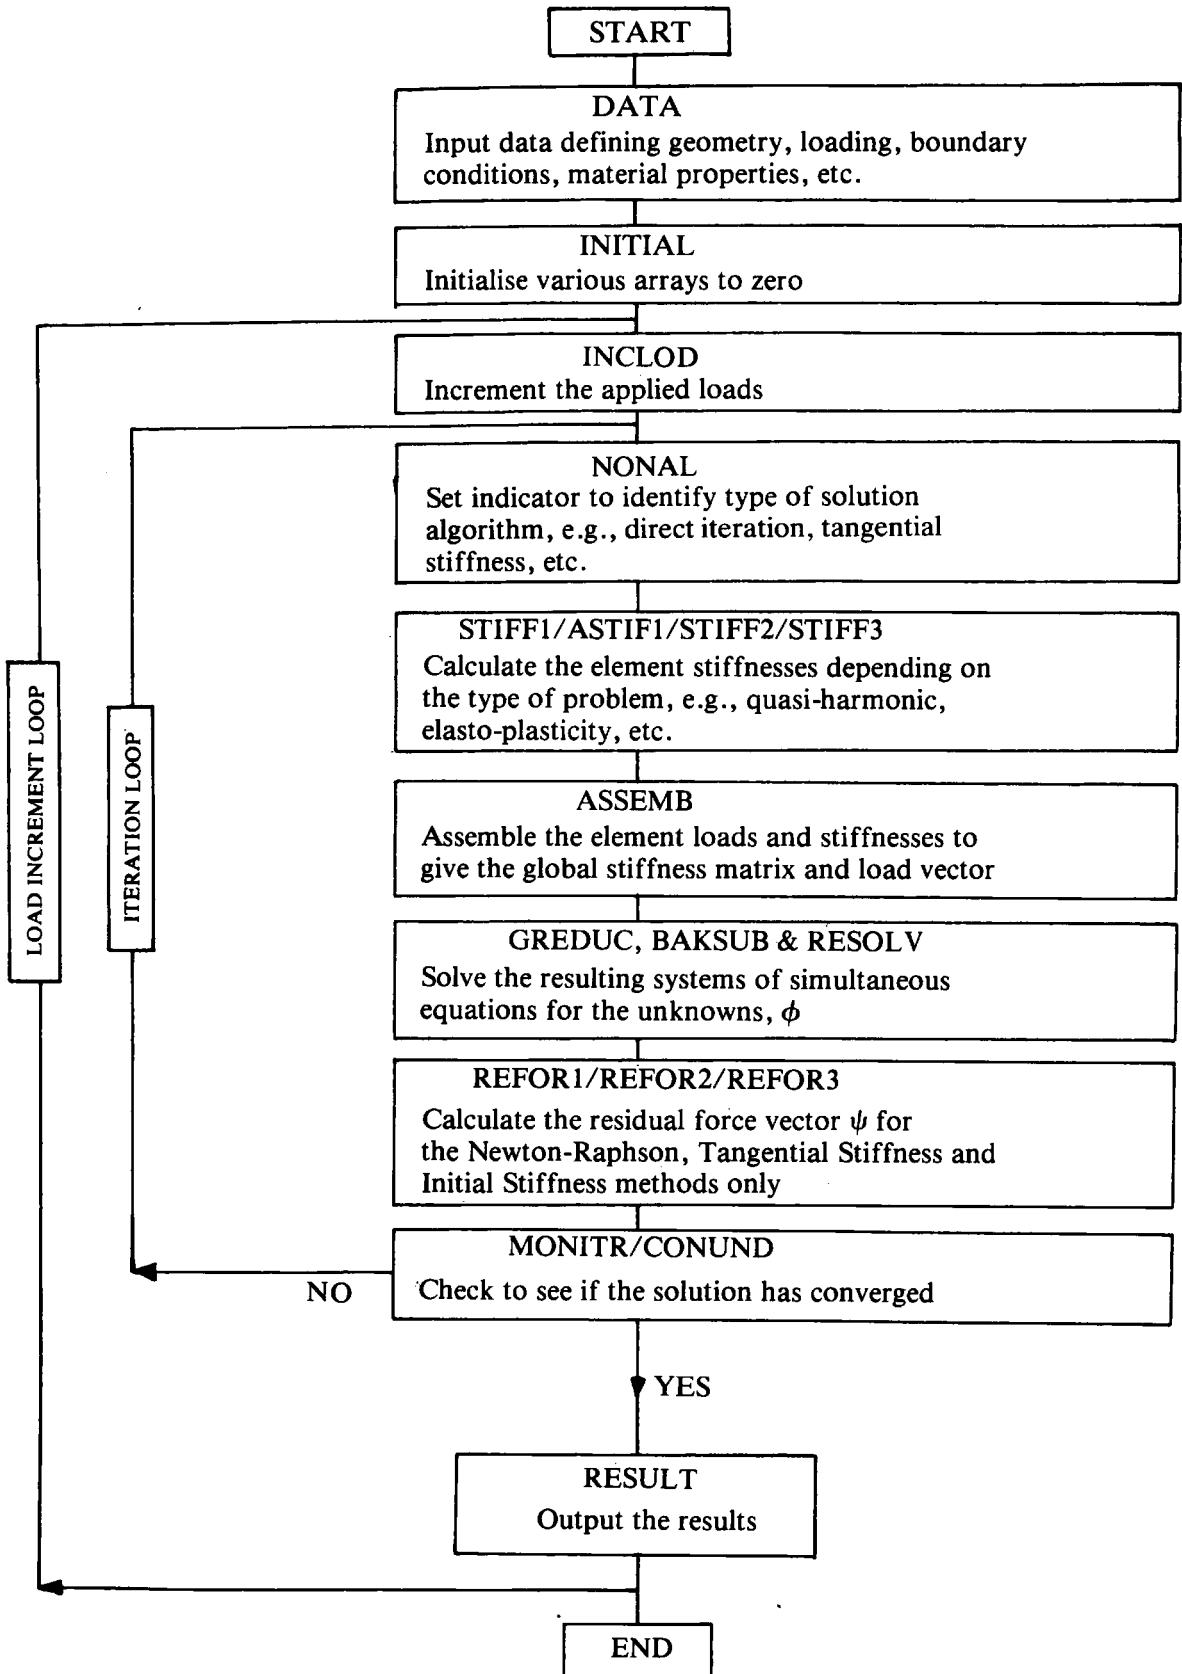 START
DATA
Input data defining geometry, loading, boundary
conditions, material properties, etc.
INITIAL
Initialise various arrays to zero
INCLOD
Increment the applied loads
NONAL
Set indicator to identify type of solution
algorithm, e.g., direct iteration, tangential
stiffness, etc.
STIFF1/ASTIF1/STIFF2/STIFF3
Calculate the element stiffnesses depending on
the type of problem, e.g., quasi-harmonic,
elasto-plasticity, etc.
LOAD INCREMENT LOOP
ITERATION LOOP
ASSEMB
Assemble the element loads and stiffnesses to
give the global stiffness matrix and load vector
GREDUC, BAKSUB & RESOLV
Solve the resulting systems of simultaneous
equations for the unknowns, ϕ
REFOR1/REFOR2/REFOR3
Calculate the residual force vector ψ for
the Newton-Raphson, Tangential Stiffness and
Initial Stiffness methods only
MONITR/CONUND
Check to see if the solution has converged
NO
YES
RESULT
Output the results
END